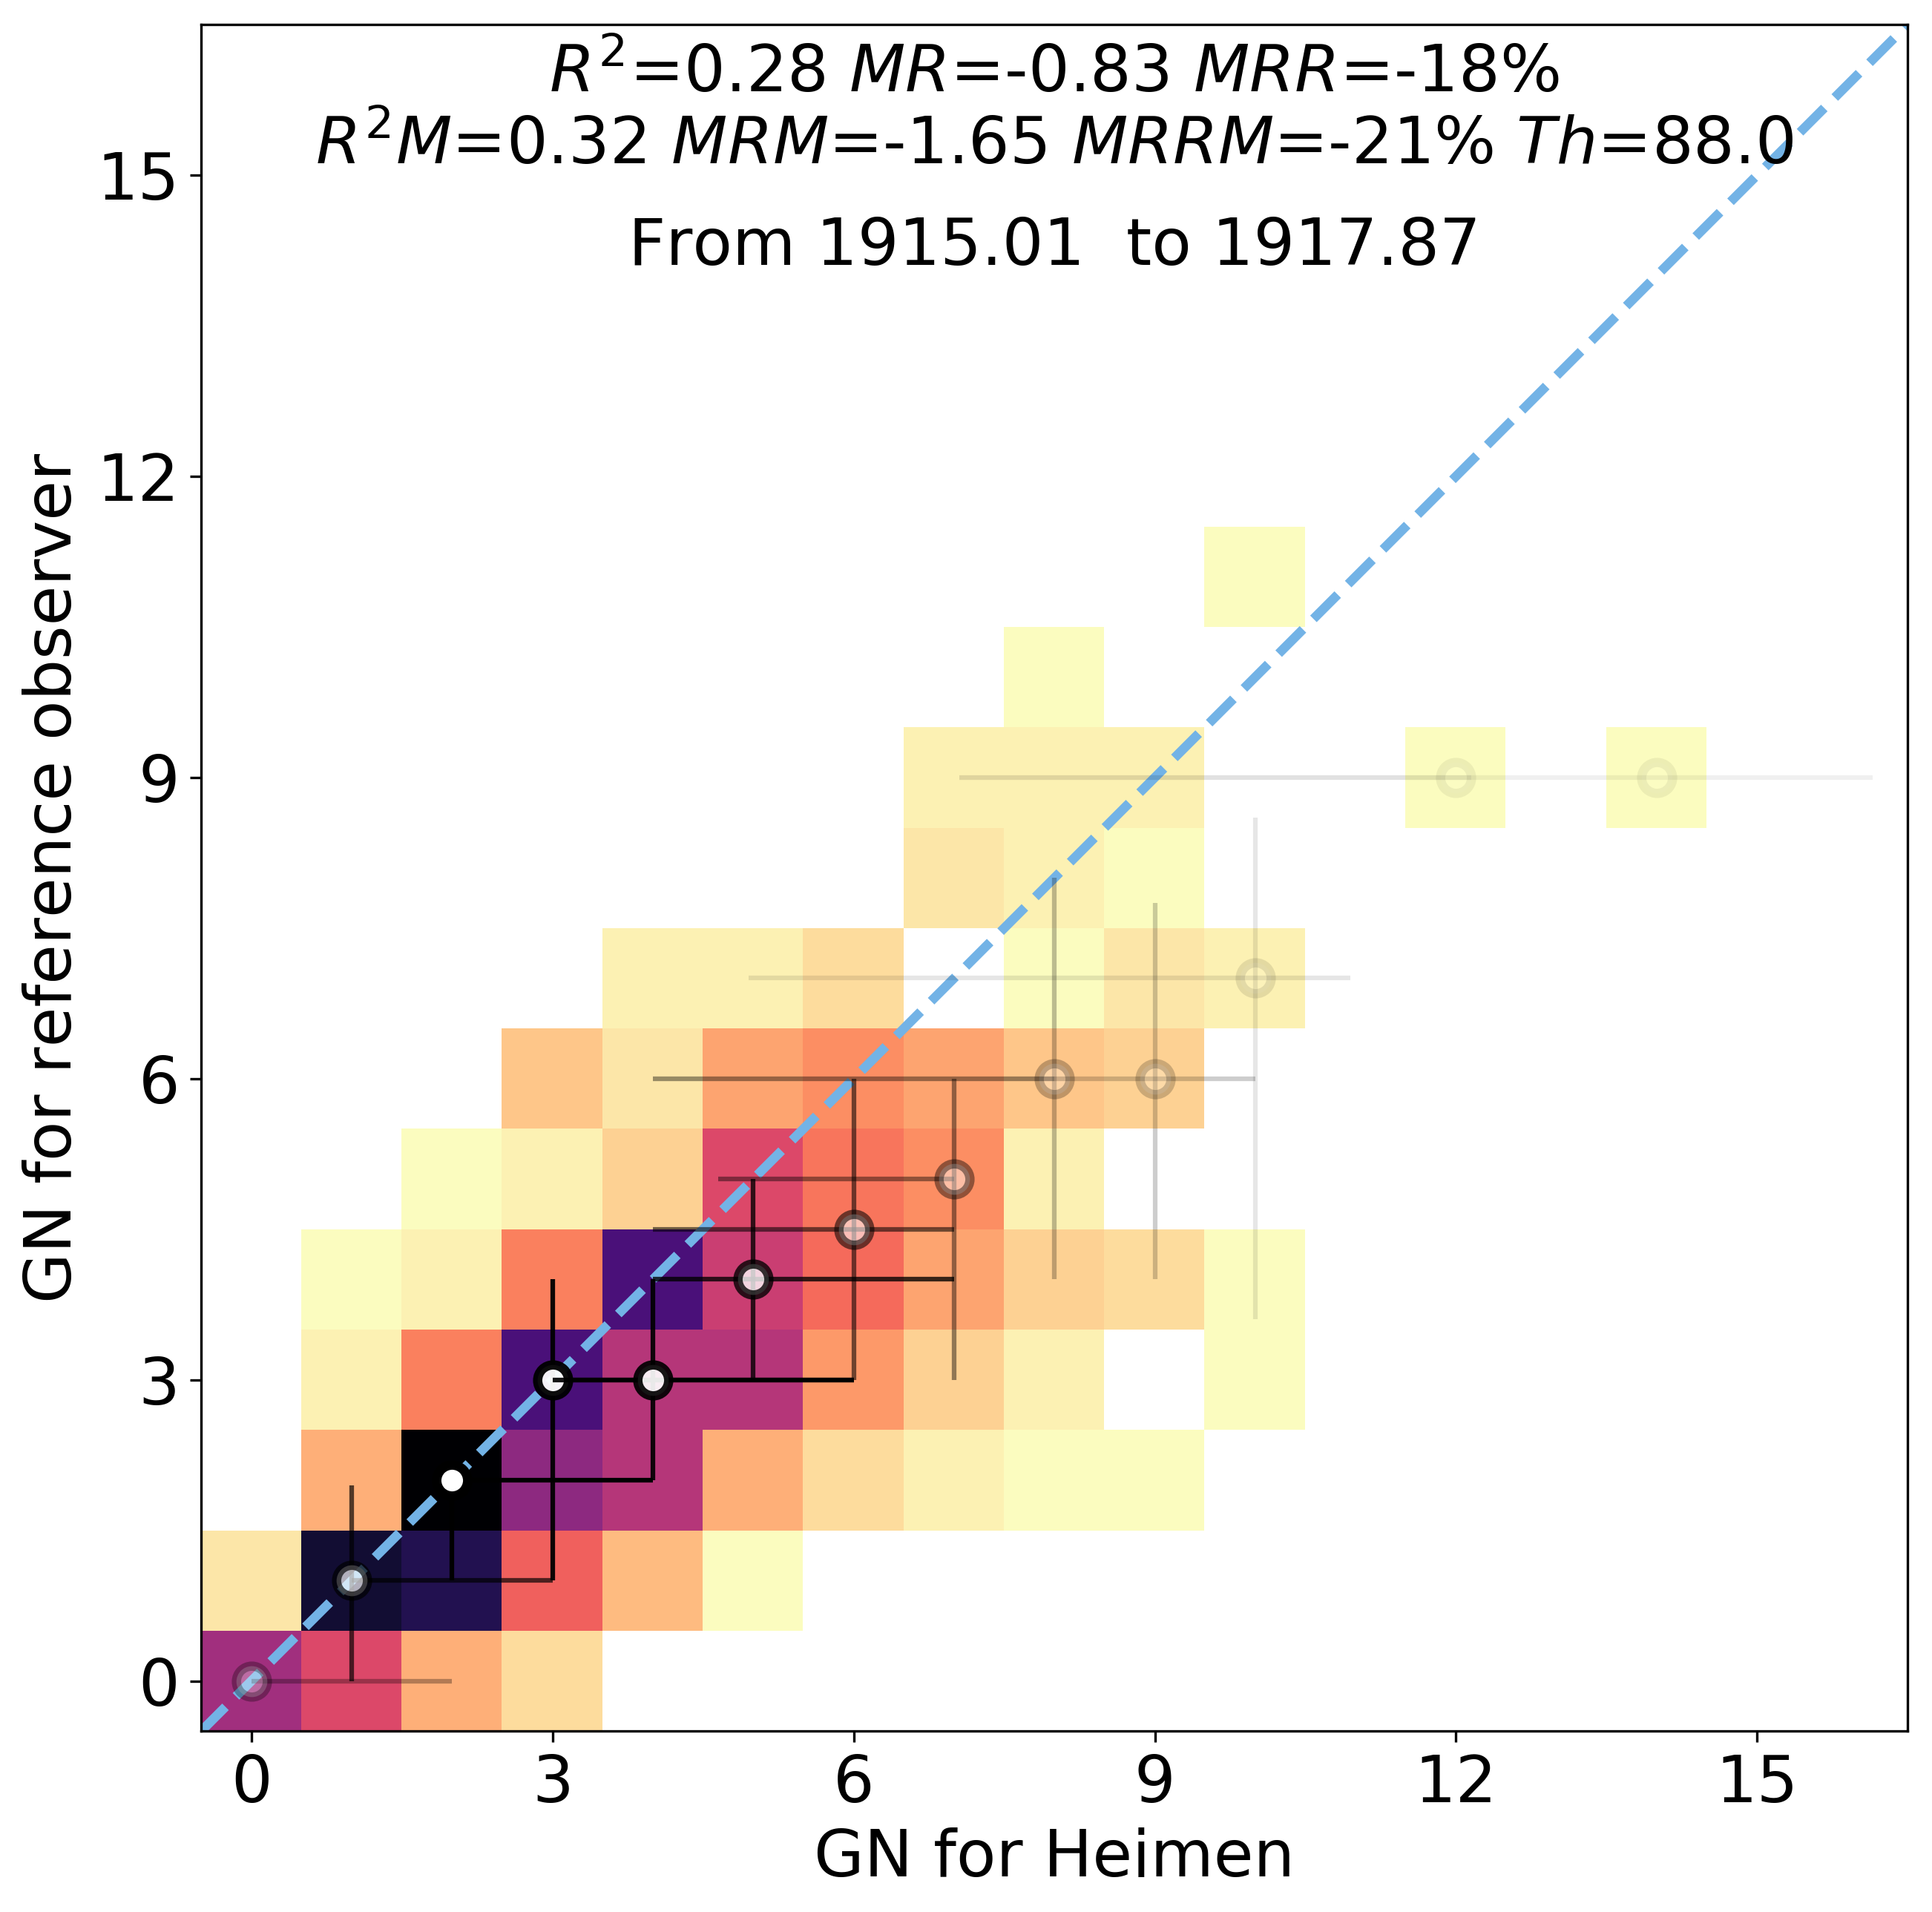 R²=0.28 MR=-0.83 MRR=-18%
R²M=0.32 MRM=-1.65 MRRM=-21% Th=88.0
From 1915.01 to 1917.87
GN for reference observer
15
12
9
6
3
0
0 3 6 9 12 15
GN for Heimen